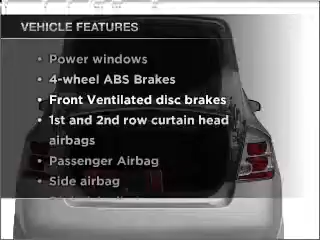 VEHICLE FEATURES
• Power windows
• 4-wheel ABS Brakes
• Front Ventilated disc brakes
• 1st and 2nd row curtain head
airbags
• Passenger Airbag
• Side airbag